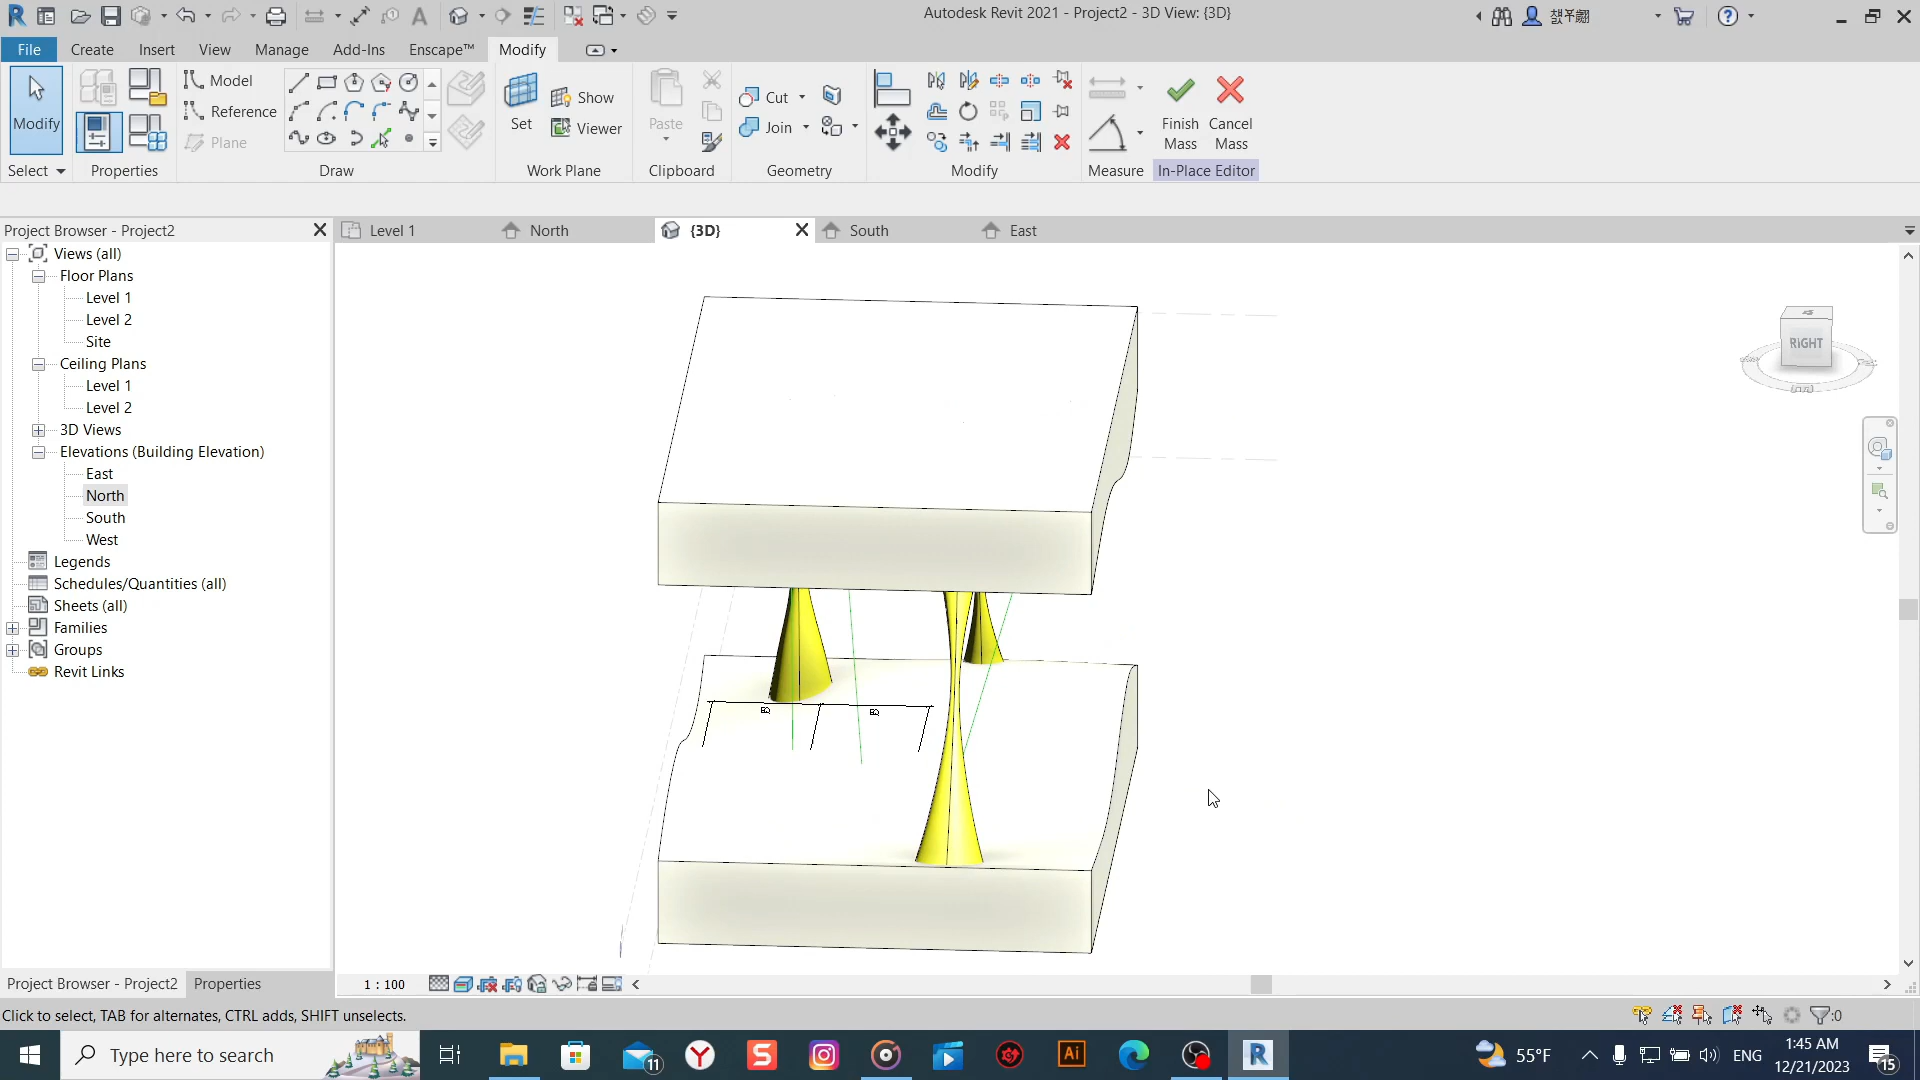 Autodesk Revit 2021 - Project2 - 3D View: {3D}
File Create Insert View Manage Add-Ins Enscape™ Modify
Modify
Model
Reference
Plane
Set
Show
Viewer
Paste
Cut
Join
Finish Mass
Cancel Mass
Select Properties Draw Work Plane Clipboard Geometry Modify Measure In-Place Editor
Project Browser - Project2
Level 1 North {3D} South East
Views (all)
Floor Plans
Level 1
Level 2
Site
Ceiling Plans
Level 1
Level 2
3D Views
Elevations (Building Elevation)
East
North
South
West
Legends
Schedules/Quantities (all)
Sheets (all)
Families
Groups
Revit Links
RIGHT
EQ EQ
Project Browser - Project2 Properties
1 : 100
Click to select, TAB for alternates, CTRL adds, SHIFT unselects.
:0
Type here to search
11
Ai
55°F
ENG
1:45 AM
12/21/2023
15